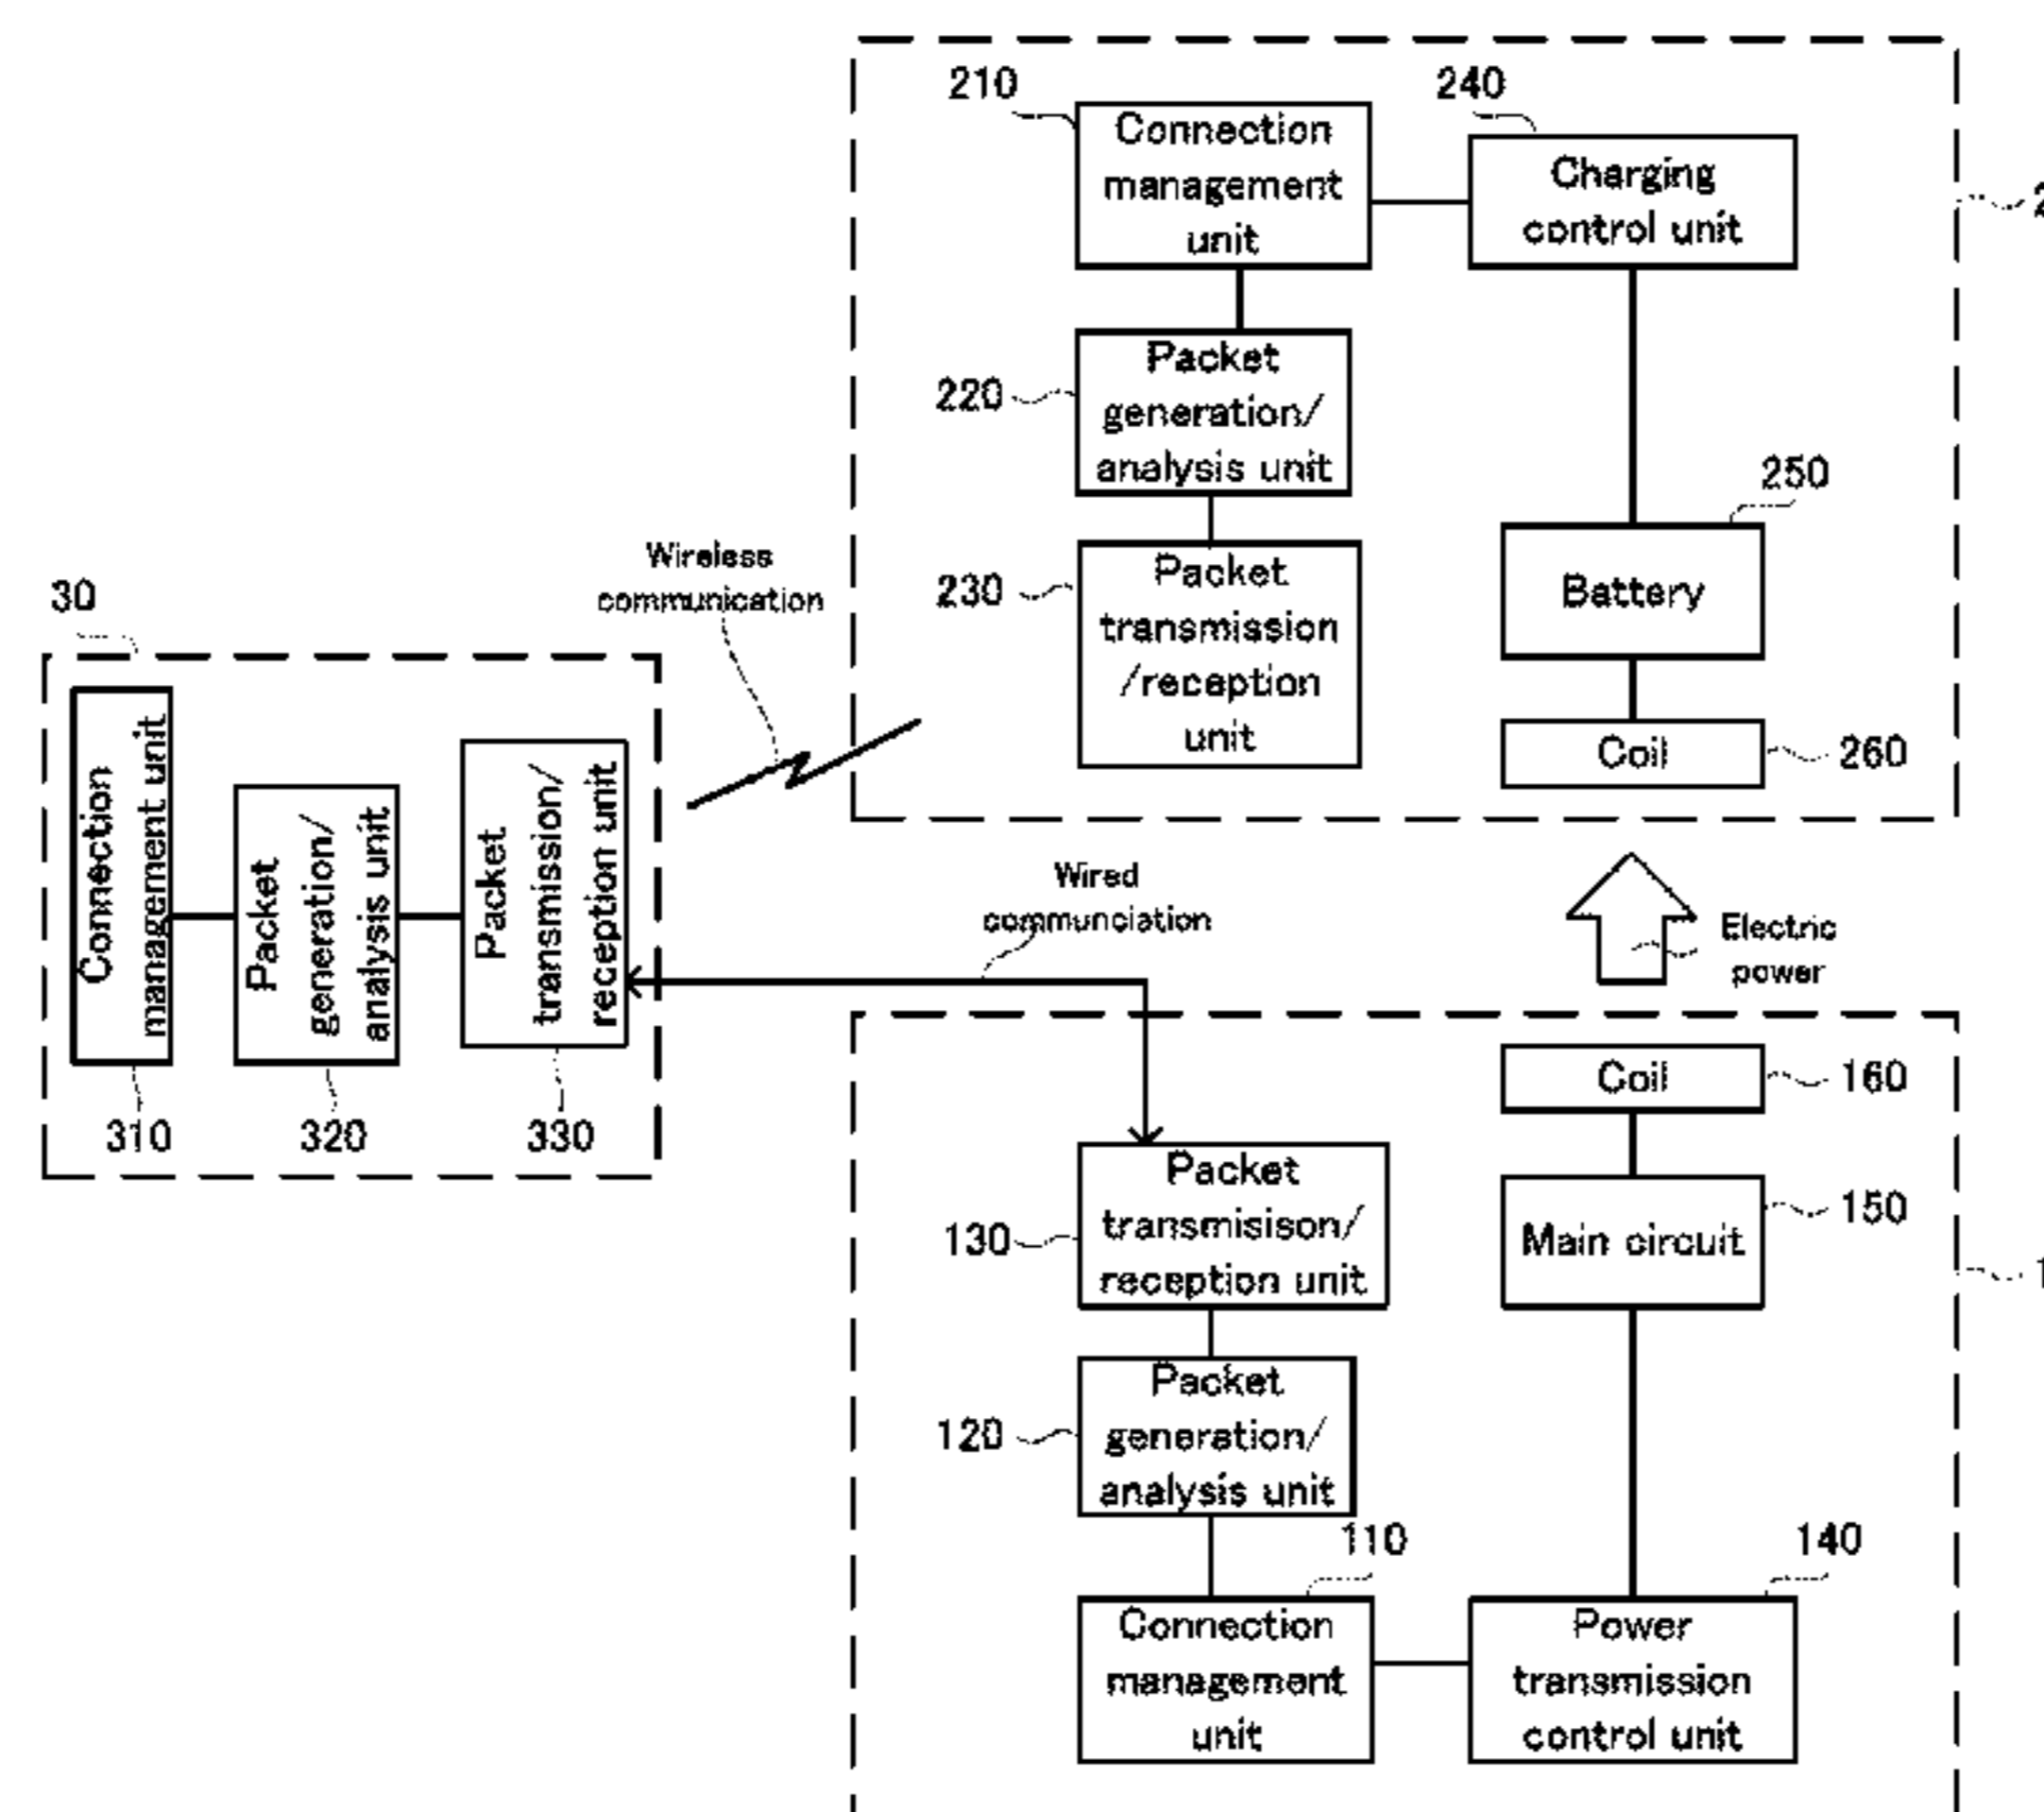 210
240
Connection
management
unit
Charging
control unit
2
220
Packet
generation/
analysis unit
250
230
Packet
transmission
/reception
unit
Battery
Coil
260
Wireless
communication
30
Connection
management unit
Packet
generation/
analysis unit
Packet
transmission/
reception unit
310
320
330
Wired
communciation
Electric
power
Coil
160
130
Packet
transmisison/
reception unit
Main circuit
150
1
120
Packet
generation/
analysis unit
110
140
Connection
management
unit
Power
transmission
control unit